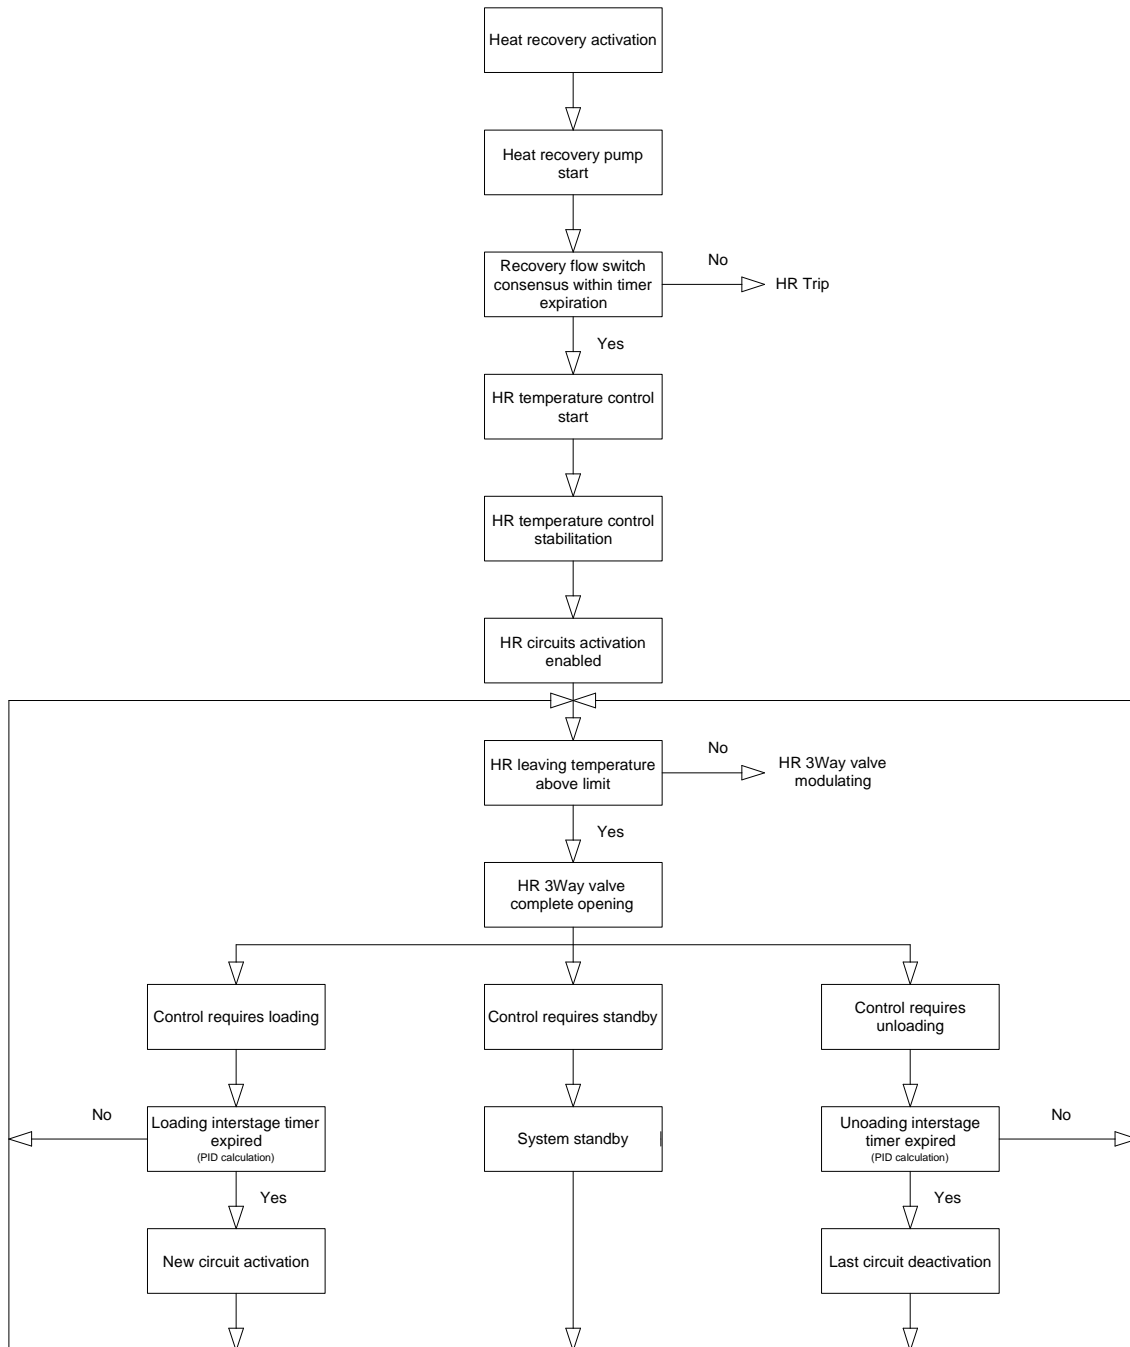 Heat recovery activation
Heat recovery pump
start
Recovery flow switch
consensus within timer
expiration
No
HR Trip
Yes
HR temperature control
start
HR temperature control
stabilitation
HR circuits activation
enabled
HR leaving temperature
above limit
No
HR 3Way valve
modulating
Yes
HR 3Way valve
complete opening
Control requires loading
Control requires standby
Control requires
unloading
No
Loading interstage timer
expired
(PID calculation)
System standby
Unoading interstage
timer expired
(PID calculation)
No
Yes
Yes
New circuit activation
Last circuit deactivation